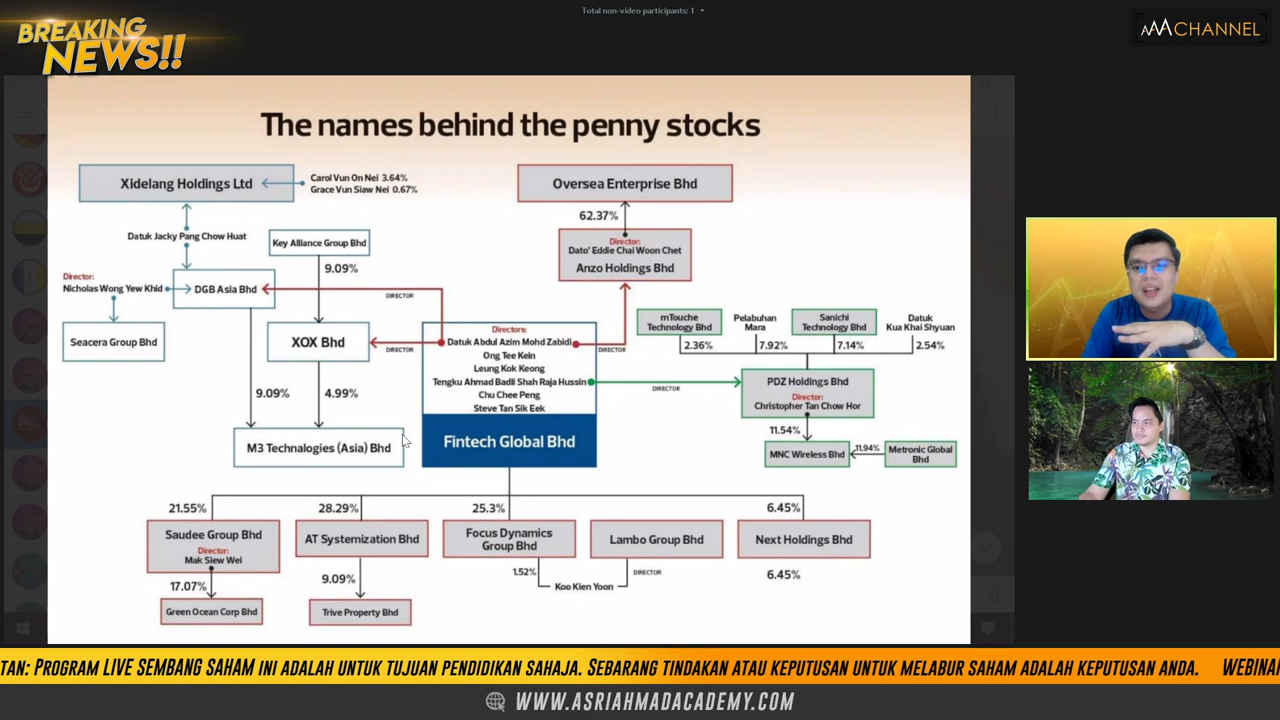 Total non-video participants: 1
BREAKING
NEWS!!
AAACHANNEL
The names behind the penny stocks
Xidelang Holdings Ltd
Carol Vun On Nei 3.64%
Grace Vun Siaw Nei 0.67%
Oversea Enterprise Bhd
62.37%
Datuk Jacky Pang Chow Huat
Key Alliance Group Bhd
9.09%
Director:
Dato' Eddie Chai Woon Chet
Anzo Holdings Bhd
Director:
Nicholas Wong Yew Khid
DGB Asia Bhd
DIRECTOR
Seacera Group Bhd
XOX Bhd
DIRECTOR
Directors:
Datuk Abdul Azim Mohd Zabidi
Ong Tee Kein
Leung Kok Keong
Tengku Ahmad Badli Shah Raja Hussin
Chu Chee Peng
Steve Tan Sik Eek
Fintech Global Bhd
DIRECTOR
DIRECTOR
mTouche
Technology Bhd
2.36%
Pelabuhan
Mara
7.92%
Sanichi
Technology Bhd
7.14%
Datuk
Kua Khai Shyuan
2.54%
PDZ Holdings Bhd
Director:
Christopher Tan Chow Hor
11.54%
MNC Wireless Bhd
11.94%
Metronic Global
Bhd
9.09%
4.99%
M3 Technalogies (Asia) Bhd
21.55%
28.29%
25.3%
6.45%
Saudee Group Bhd
Director:
Mak Siew Wei
AT Systemization Bhd
Focus Dynamics
Group Bhd
Lambo Group Bhd
Next Holdings Bhd
17.07%
9.09%
1.52%
DIRECTOR
Koo Kien Yoon
6.45%
Green Ocean Corp Bhd
Trive Property Bhd
TAN: PROGRAM LIVE SEMBANG SAHAM INI ADALAH UNTUK TUJUAN PENDIDIKAN SAHAJA. SEBARANG TINDAKAN ATAU KEPUTUSAN UNTUK MELABUR SAHAM ADALAH KEPUTUSAN ANDA. WEBINA
WWW.ASRIAHMADACADEMY.COM